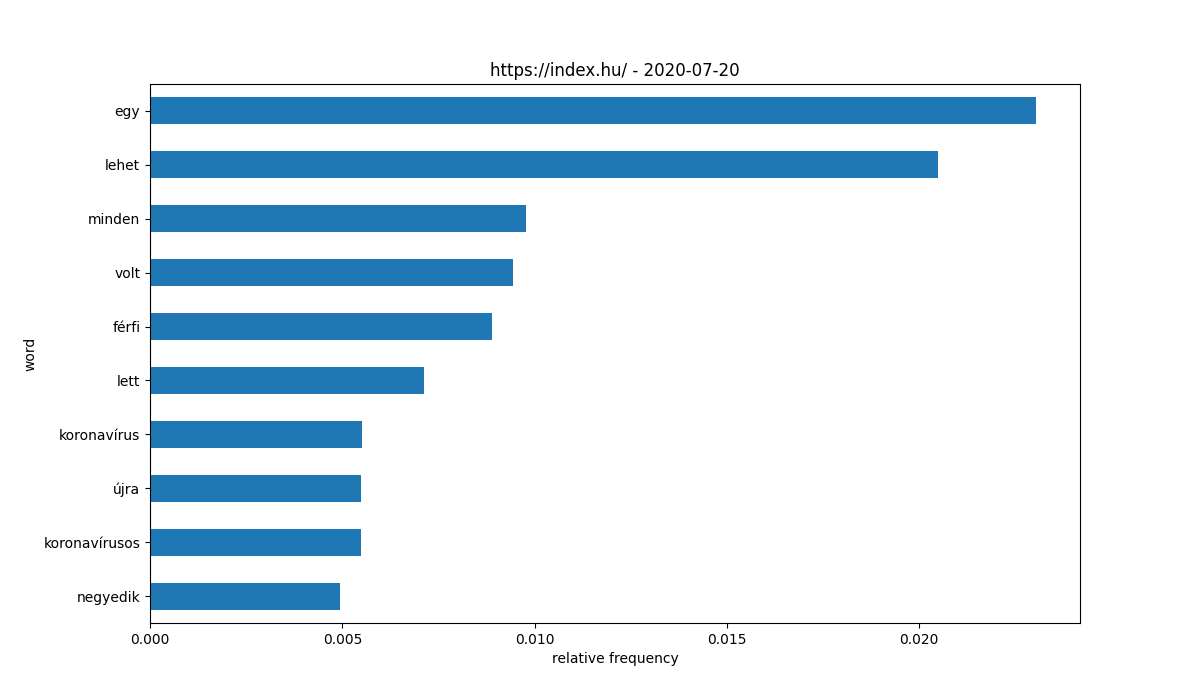 https://index.hu/ - 2020-07-20
egy
lehet
minden
volt
férfi
lett
koronavírus
újra
koronavírusos
negyedik
word
0.000 0.005 0.010 0.015 0.020
relative frequency